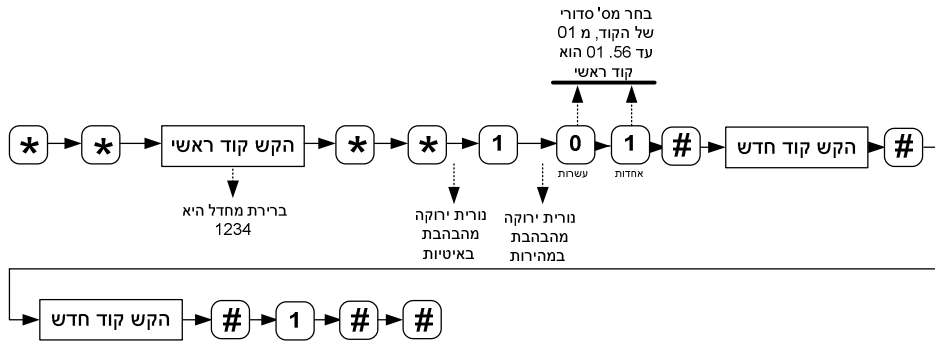 בחר מס' סדורי
של הקוד, מ 01
עד 56. 01 הוא
קוד ראשי
* * הקש קוד ראשי * * 1 0 1 # הקש קוד חדש #
עשרות אחדות
ברירת מחדל היא
1234
נורית ירוקה
מהבהבת
באיטיות
נורית ירוקה
מהבהבת
במהירות
הקש קוד חדש # 1 # #